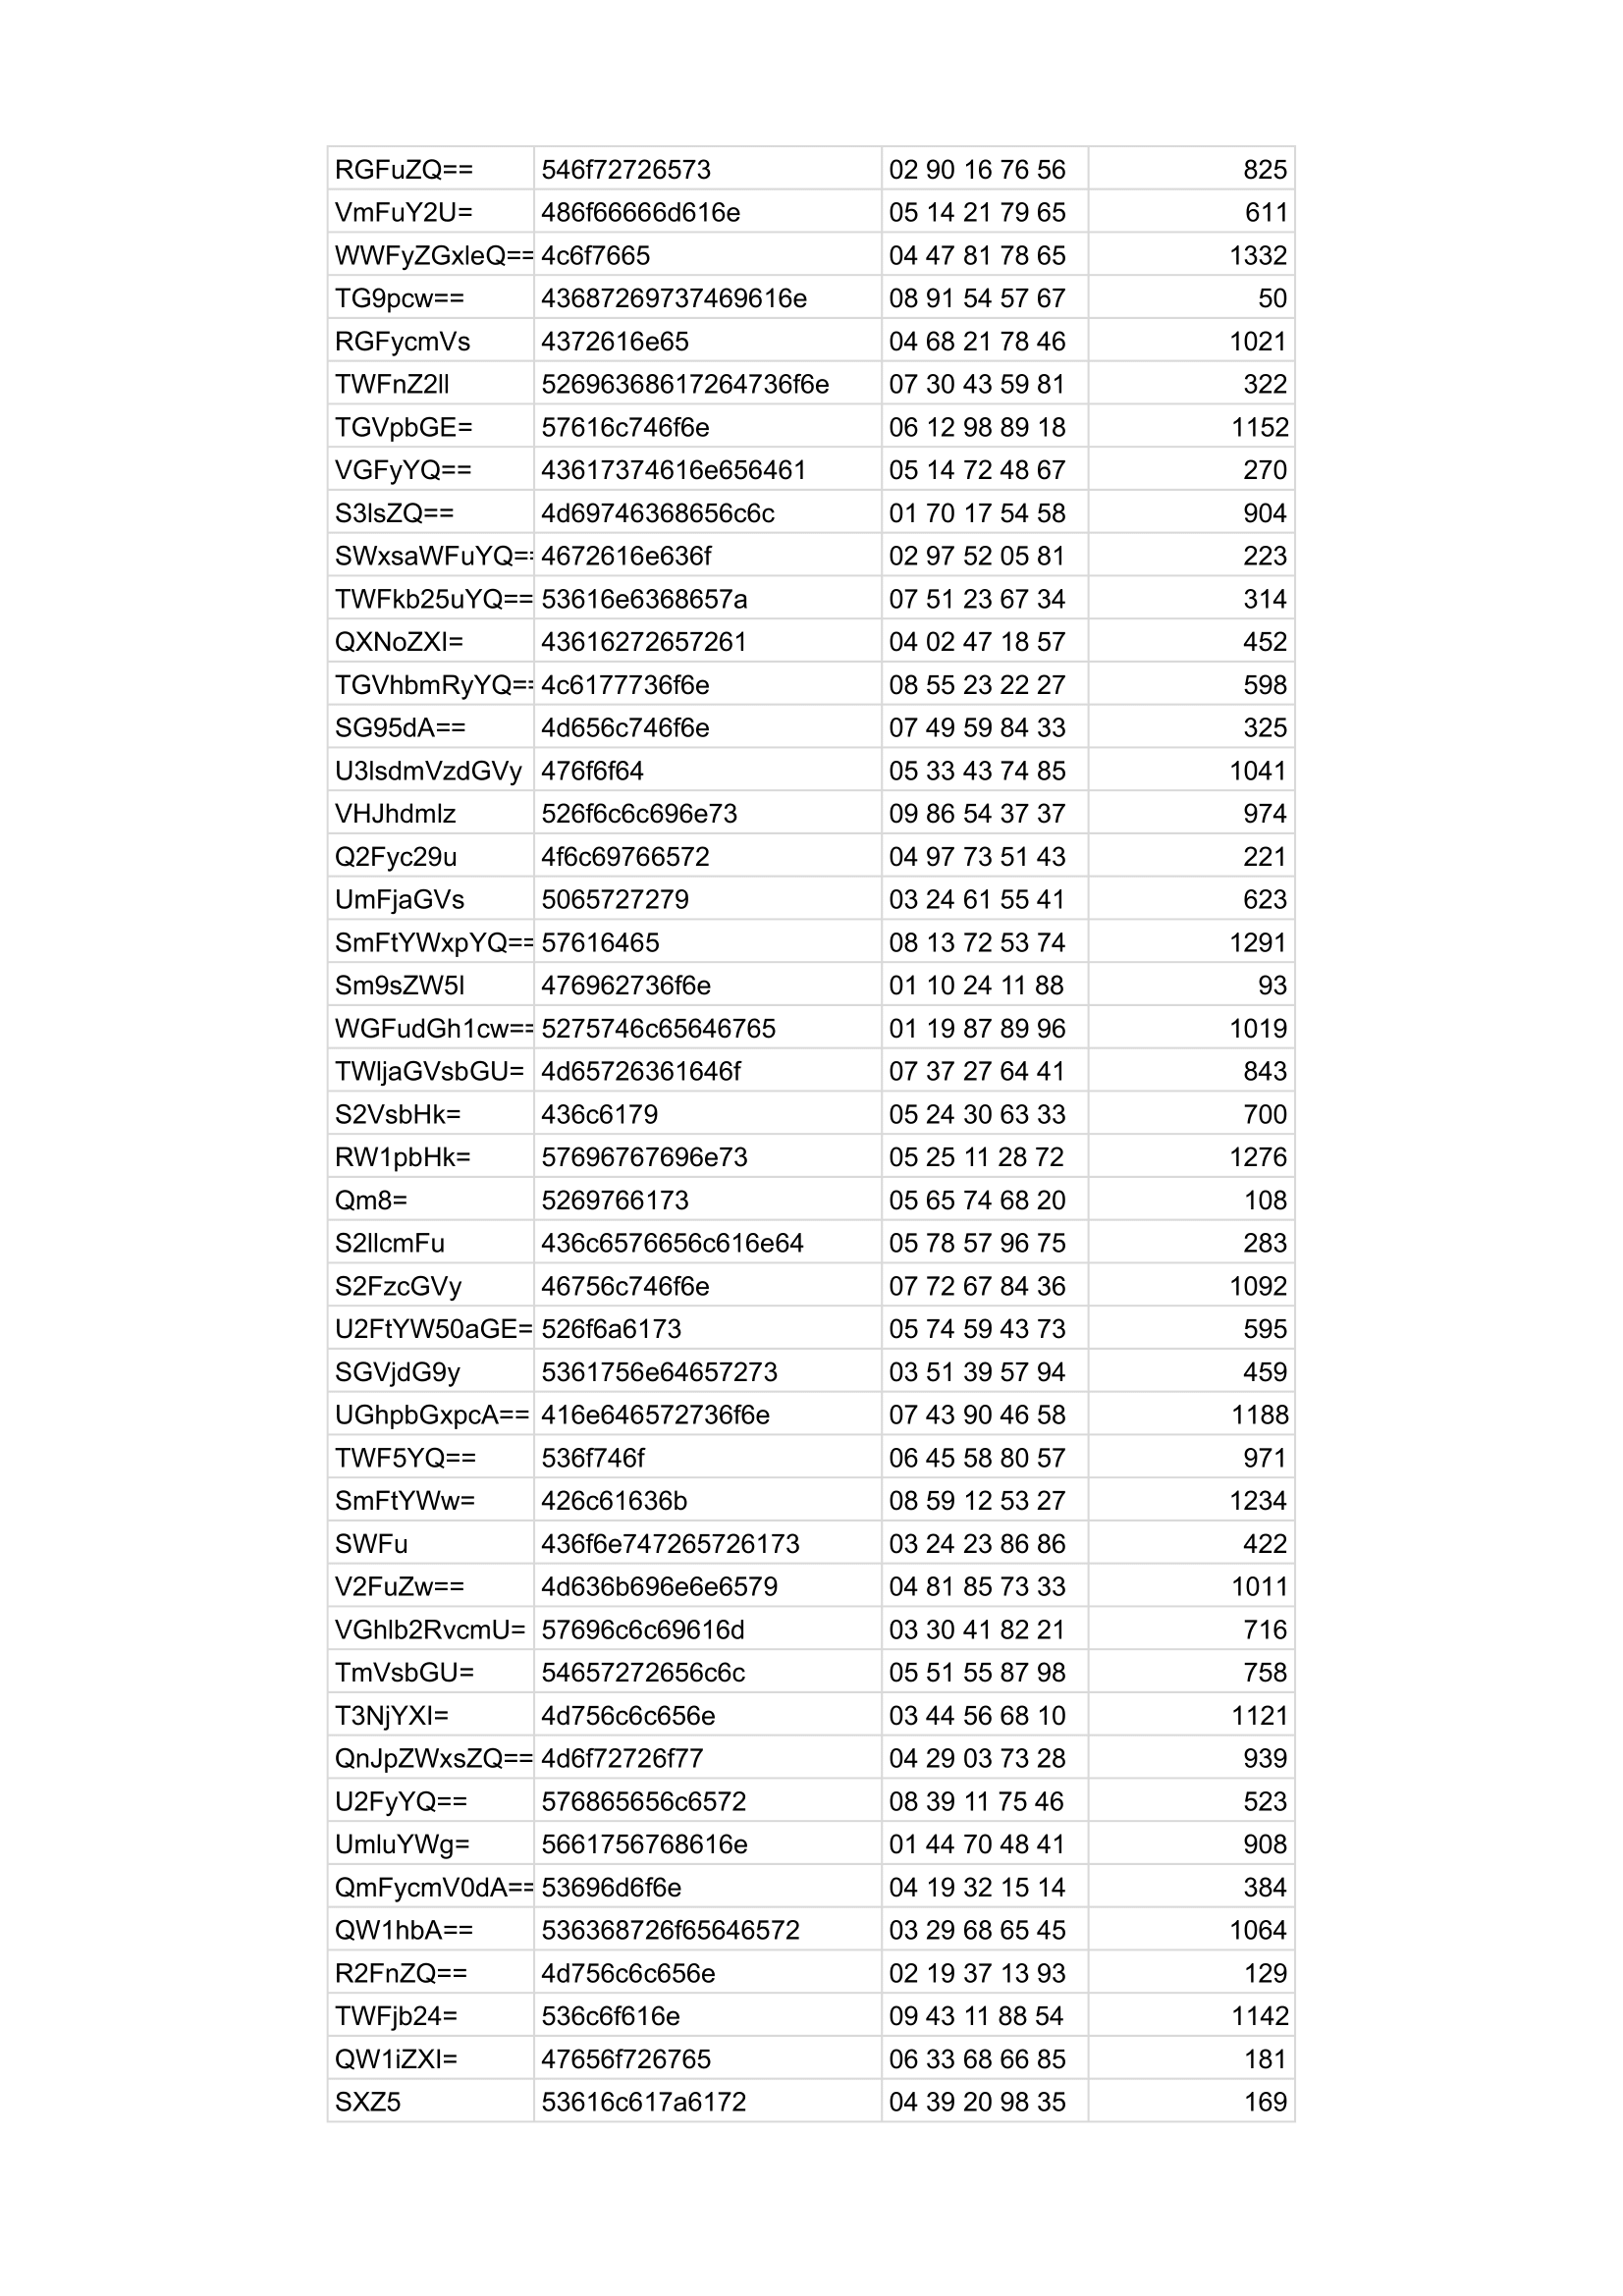 RGFuZQ== 546f72726573 02 90 16 76 56 825
VmFuY2U= 486f66666d616e 05 14 21 79 65 611
WWFyZGxleQ== 4c6f7665 04 47 81 78 65 1332
TG9pcw== 43687269737469616e 08 91 54 57 67 50
RGFycmVs 4372616e65 04 68 21 78 46 1021
TWFnZ2ll 52696368617264736f6e 07 30 43 59 81 322
TGVpbGE= 57616c746f6e 06 12 98 89 18 1152
VGFyYQ== 43617374616e656461 05 14 72 48 67 270
S3lsZQ== 4d69746368656c6c 01 70 17 54 58 904
SWxsaWFuYQ== 4672616e636f 02 97 52 05 81 223
TWFkb25uYQ== 53616e6368657a 07 51 23 67 34 314
QXNoZXI= 43616272657261 04 02 47 18 57 452
TGVhbmRyYQ== 4c6177736f6e 08 55 23 22 27 598
SG95dA== 4d656c746f6e 07 49 59 84 33 325
U3lsdmVzdGVy 476f6f64 05 33 43 74 85 1041
VHJhdmlz 526f6c6c696e73 09 86 54 37 37 974
Q2Fyc29u 4f6c69766572 04 97 73 51 43 221
UmFjaGVs 5065727279 03 24 61 55 41 623
SmFtYWxpYQ== 57616465 08 13 72 53 74 1291
Sm9sZW5l 476962736f6e 01 10 24 11 88 93
WGFudGh1cw== 5275746c65646765 01 19 87 89 96 1019
TWljaGVsbGU= 4d65726361646f 07 37 27 64 41 843
S2VsbHk= 436c6179 05 24 30 63 33 700
RW1pbHk= 57696767696e73 05 25 11 28 72 1276
Qm8= 5269766173 05 65 74 68 20 108
S2llcmFu 436c6576656c616e64 05 78 57 96 75 283
S2FzcGVy 46756c746f6e 07 72 67 84 36 1092
U2FtYW50aGE= 526f6a6173 05 74 59 43 73 595
SGVjdG9y 5361756e64657273 03 51 39 57 94 459
UGhpbGxpcA== 416e646572736f6e 07 43 90 46 58 1188
TWF5YQ== 536f746f 06 45 58 80 57 971
SmFtYWw= 426c61636b 08 59 12 53 27 1234
SWFu 436f6e747265726173 03 24 23 86 86 422
V2FuZw== 4d636b696e6e6579 04 81 85 73 33 1011
VGhlb2RvcmU= 57696c6c69616d 03 30 41 82 21 716
TmVsbGU= 54657272656c6c 05 51 55 87 98 758
T3NjYXI= 4d756c6c656e 03 44 56 68 10 1121
QnJpZWxsZQ== 4d6f72726f77 04 29 03 73 28 939
U2FyYQ== 576865656c6572 08 39 11 75 46 523
UmluYWg= 5661756768616e 01 44 70 48 41 908
QmFycmV0dA== 53696d6f6e 04 19 32 15 14 384
QW1hbA== 536368726f65646572 03 29 68 65 45 1064
R2FnZQ== 4d756c6c656e 02 19 37 13 93 129
TWFjb24= 536c6f616e 09 43 11 88 54 1142
QW1iZXI= 47656f726765 06 33 68 66 85 181
SXZ5 53616c617a6172 04 39 20 98 35 169